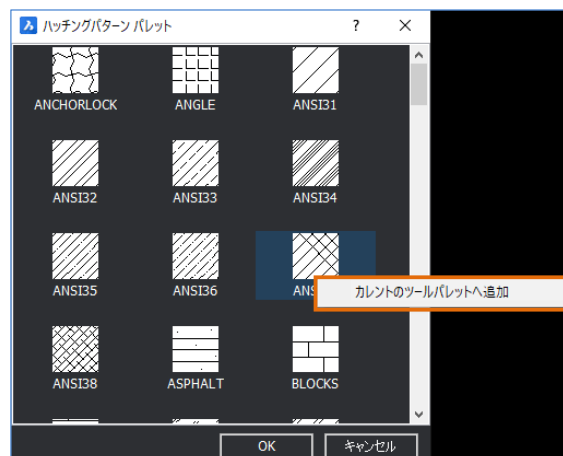 ハッチングパターン パレット ?
ANCHORLOCK ANGLE ANSI31
ANSI32 ANSI33 ANSI34
ANSI35 ANSI36
カレントのツールパレットへ追加
ANSI38 ASPHALT BLOCKS
OK キャンセル